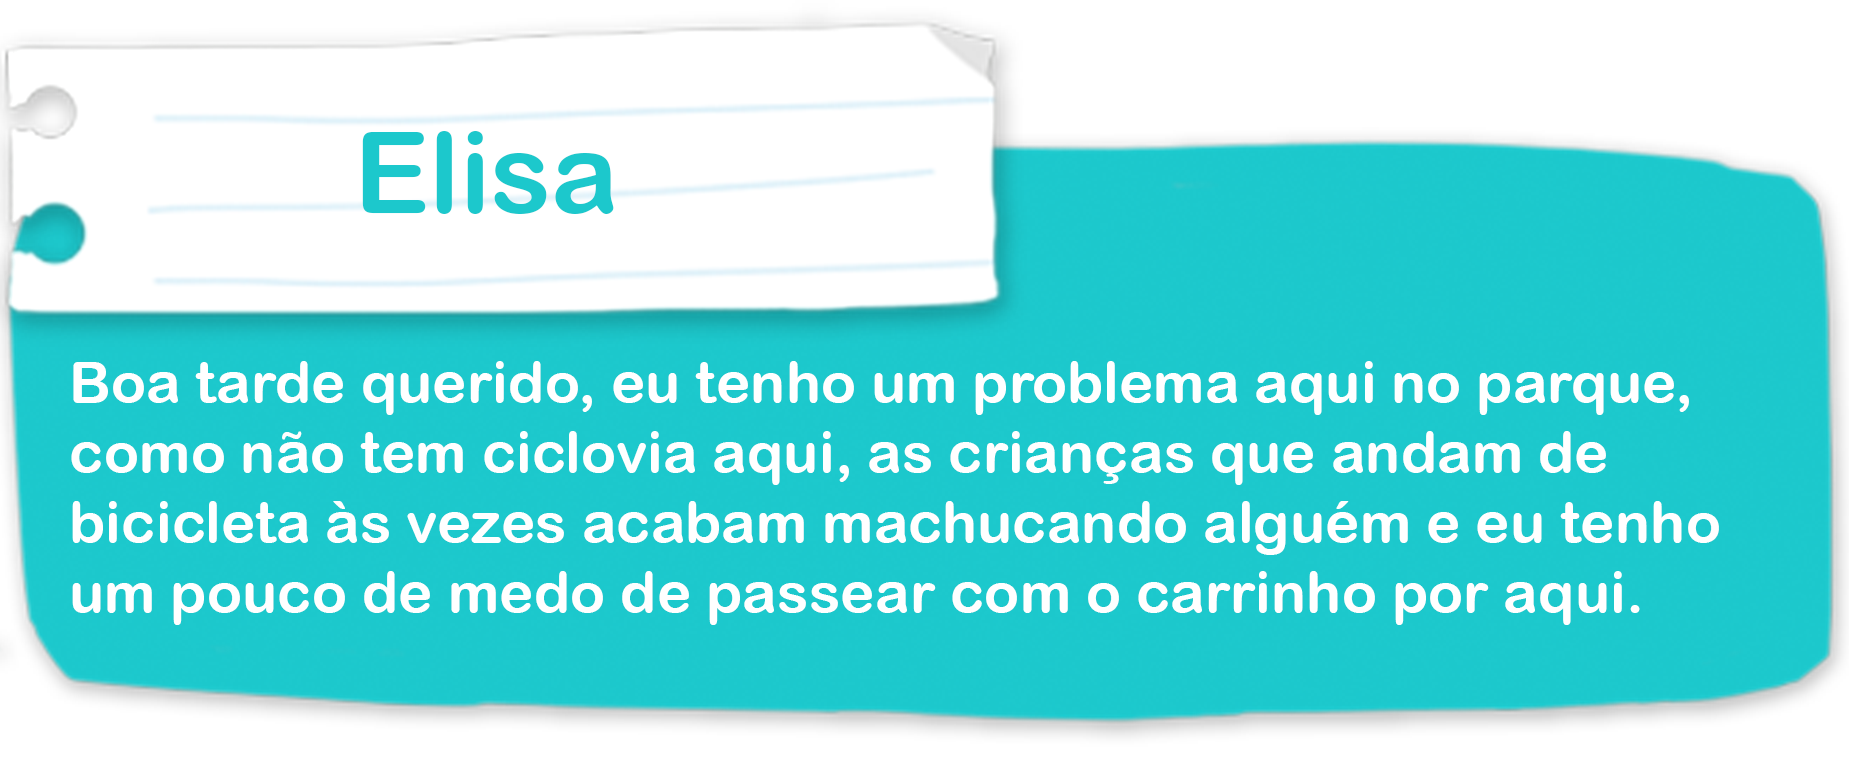 Elisa
Boa tarde querido, eu tenho um problema aqui no parque,
como não tem ciclovia aqui, as crianças que andam de
bicicleta às vezes acabam machucando alguém e eu tenho
um pouco de medo de passear com o carrinho por aqui.